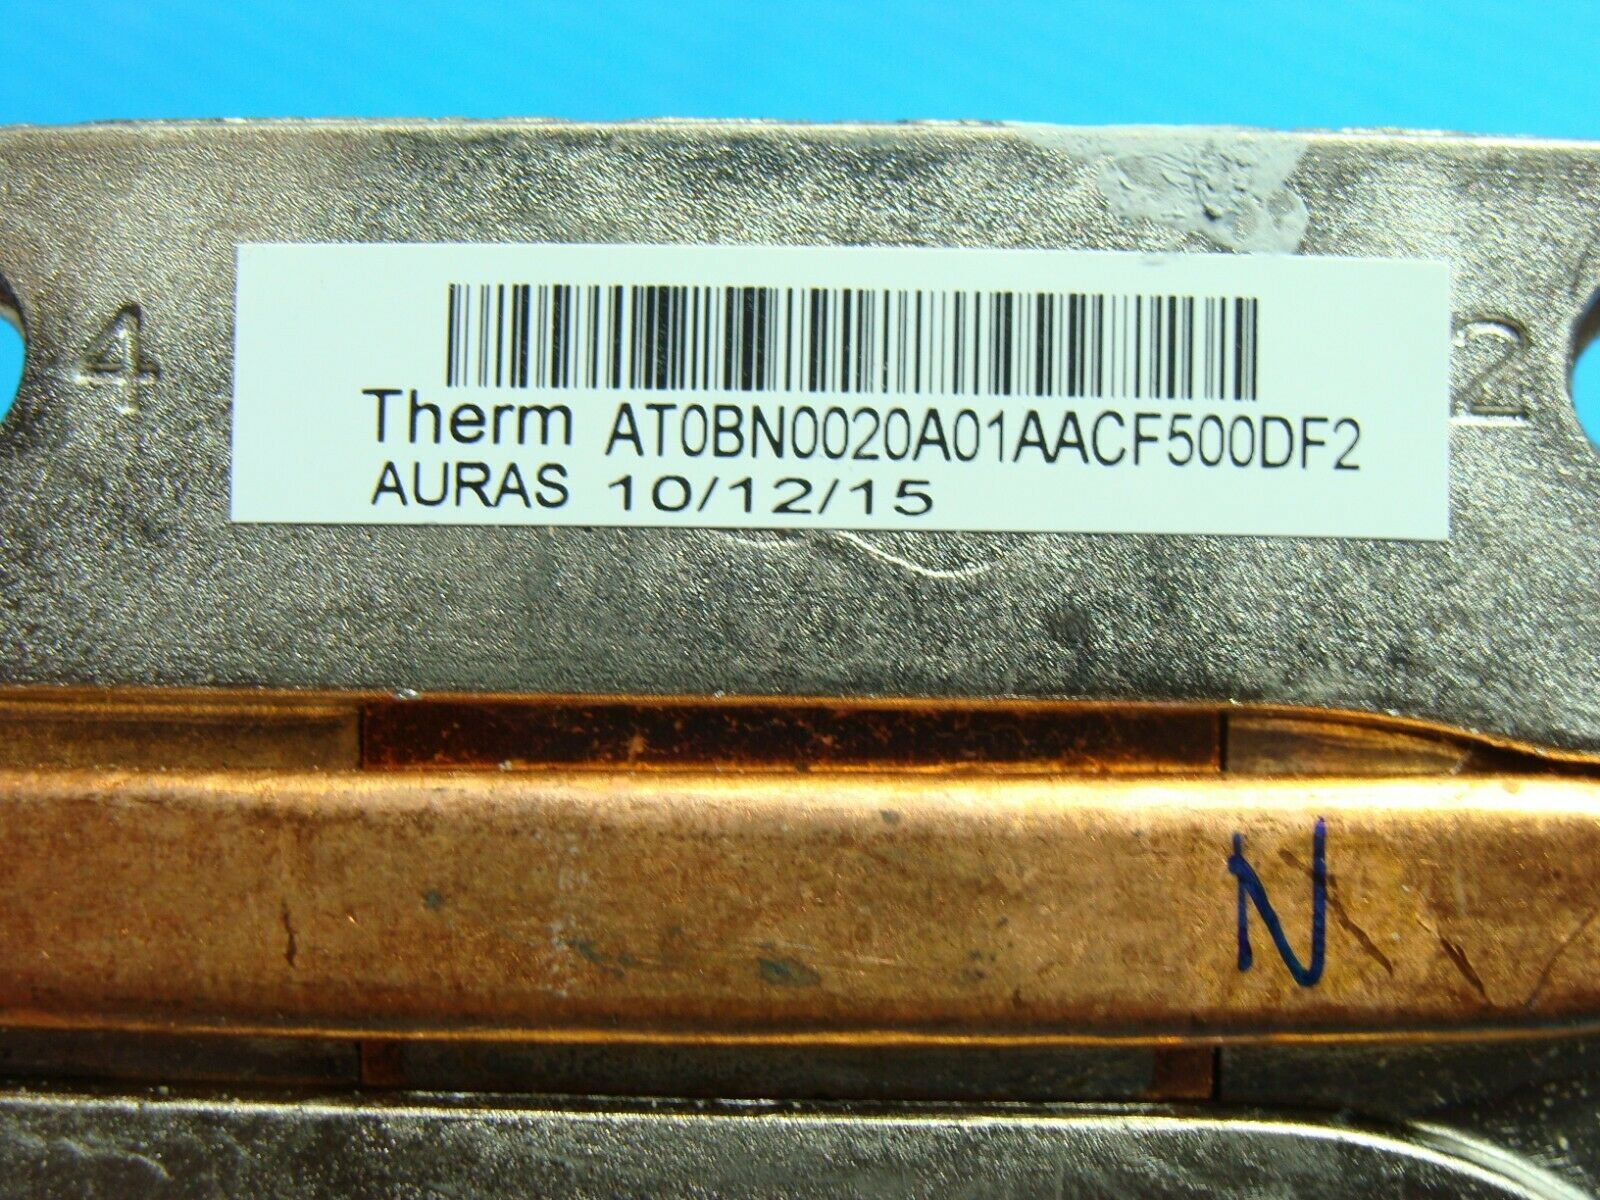 4
Therm AT0BN0020A01AACF500DF2
AURAS 10/12/15
2
N